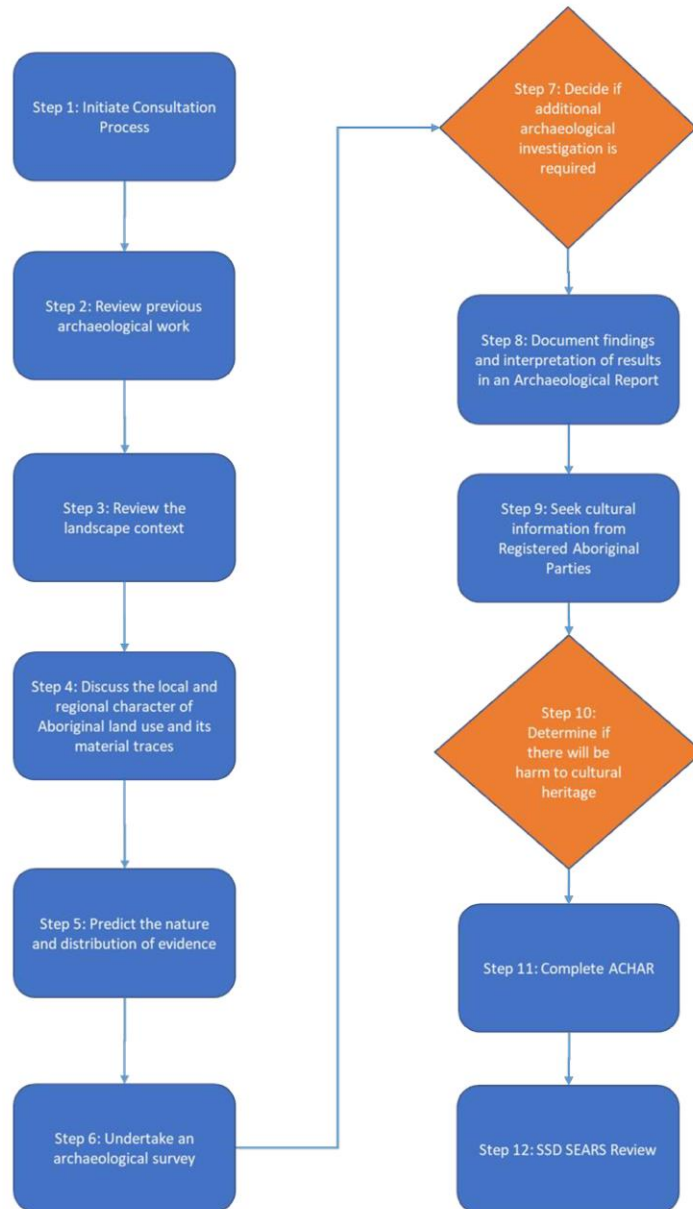 Step 1: Initiate Consultation
Process
Step 2: Review previous
archaeological work
Step 3: Review the
landscape context
Step 4: Discuss the local and
regional character of
Aboriginal land use and its
material traces
Step 5: Predict the nature
and distribution of evidence
Step 6: Undertake an
archaeological survey
Step 7: Decide if
additional
archaeological
investigation is
required
Step 8: Document findings
and interpretation of results
in an Archaeological Report
Step 9: Seek cultural
information from
Registered Aboriginal
Parties
Step 10:
Determine if
there will be
harm to cultural
heritage
Step 11: Complete ACHAR
Step 12: SSD SEARS Review